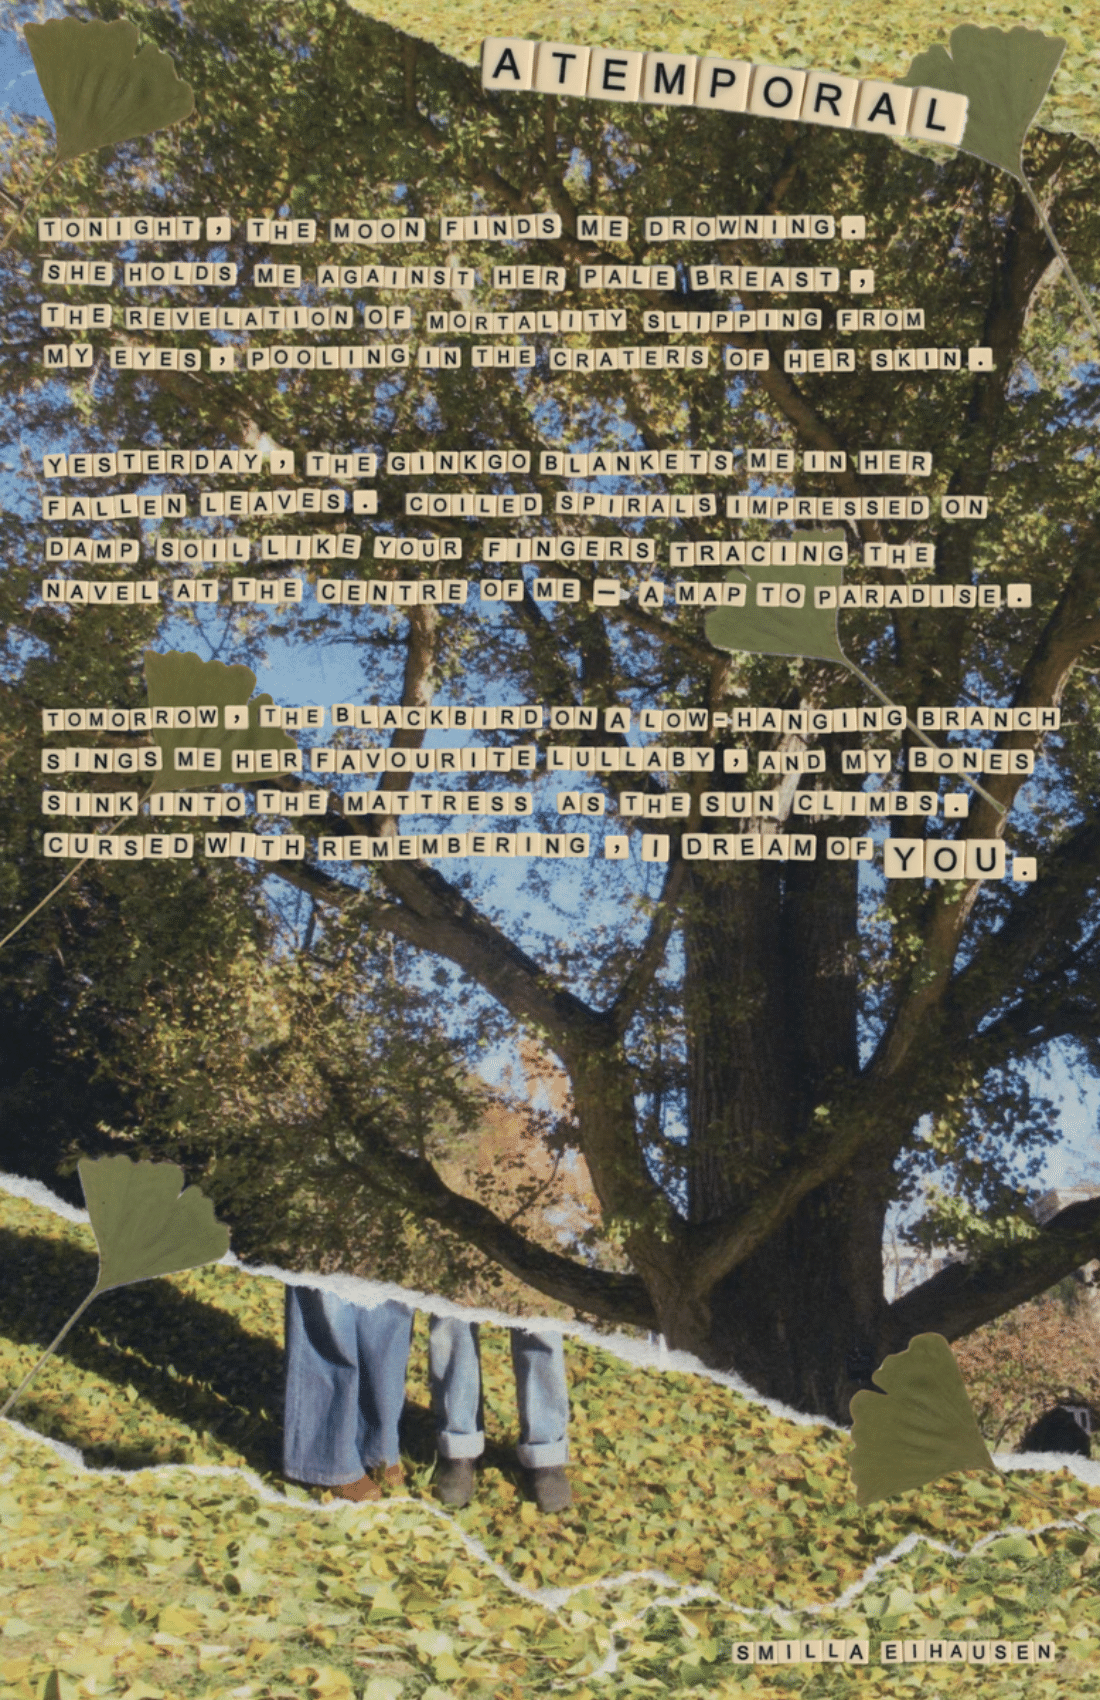 ATEMPORAL
TONIGHT, THE MOON FINDS ME DROWNING.
SHE HOLDS ME AGAINST HER PALE BREAST,
THE REVELATION OF MORTALITY SLIPPING FROM
MY EYES, POOLING IN THE CRATERS OF HER SKIN.
YESTERDAY, THE GINKGO BLANKETS ME IN HER
FALLEN LEAVES. COILED SPIRALS IMPRESSED ON
DAMP SOIL LIKE YOUR FINGERS TRACING THE
NAVEL AT THE CENTRE OF ME — A MAP TO PARADISE.
TOMORROW, THE BLACKBIRD ON A LOW-HANGING BRANCH
SINGS ME HER FAVOURITE LULLABY, AND MY BONES
SINK INTO THE MATTRESS AS THE SUN CLIMBS.
CURSED WITH REMEMBERING, I DREAM OF YOU.
SMILLA EIHAUSEN